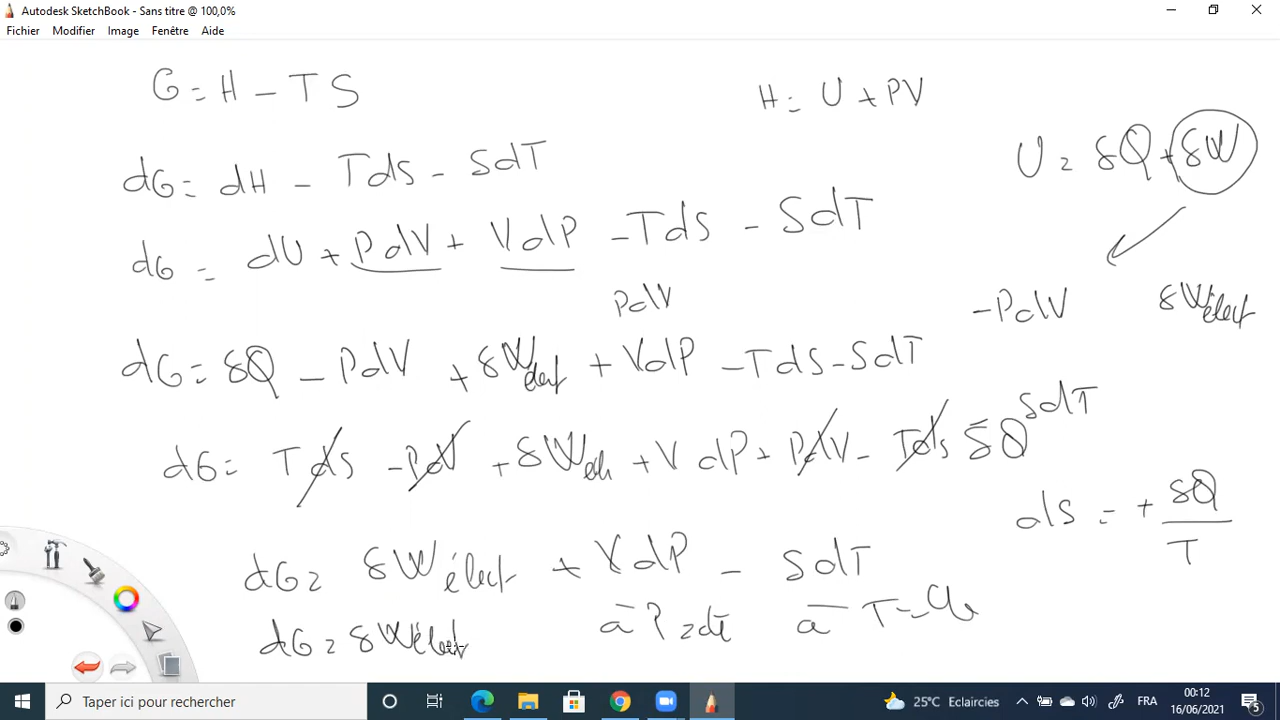 Autodesk SketchBook - Sans titre @ 100,0%
Fichier Modifier Image Fenêtre Aide
G = H - TS
H = U + PV
U = δQ + δW
dG = dH - TdS - SdT
dG = dU + PdV + VdP - TdS - SdT
PdV
-PdV δWélect
dG = δQ - PdV + δWélect + VdP - TdS - SdT
dG = TdS - PdV + δWél + VdP + PdV - TdS δQ SdT
dS = + δQ / T
dG = δWélect + VdP - SdT
dG = δWélect à P = cte à T = cte
Taper ici pour rechercher
25°C Eclaircies
FRA
00:12
16/06/2021
5